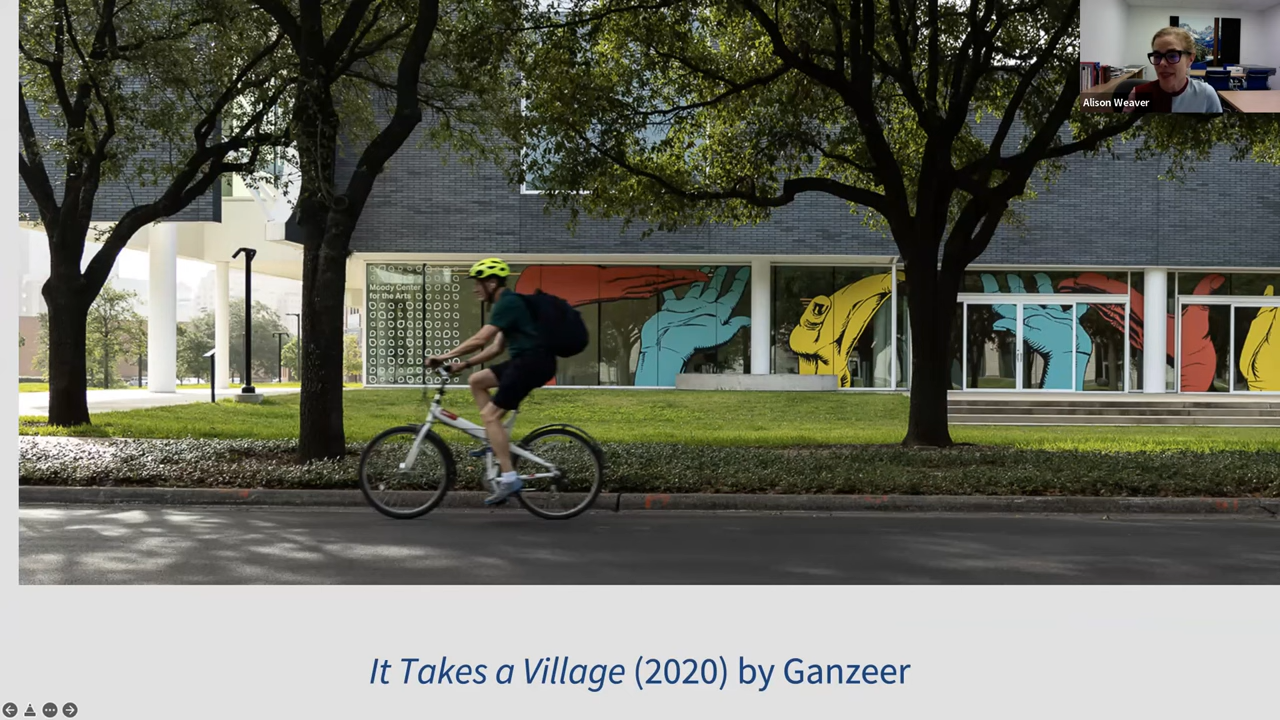 Alison Weaver
Moody Center
for the Arts
It Takes a Village (2020) by Ganzeer